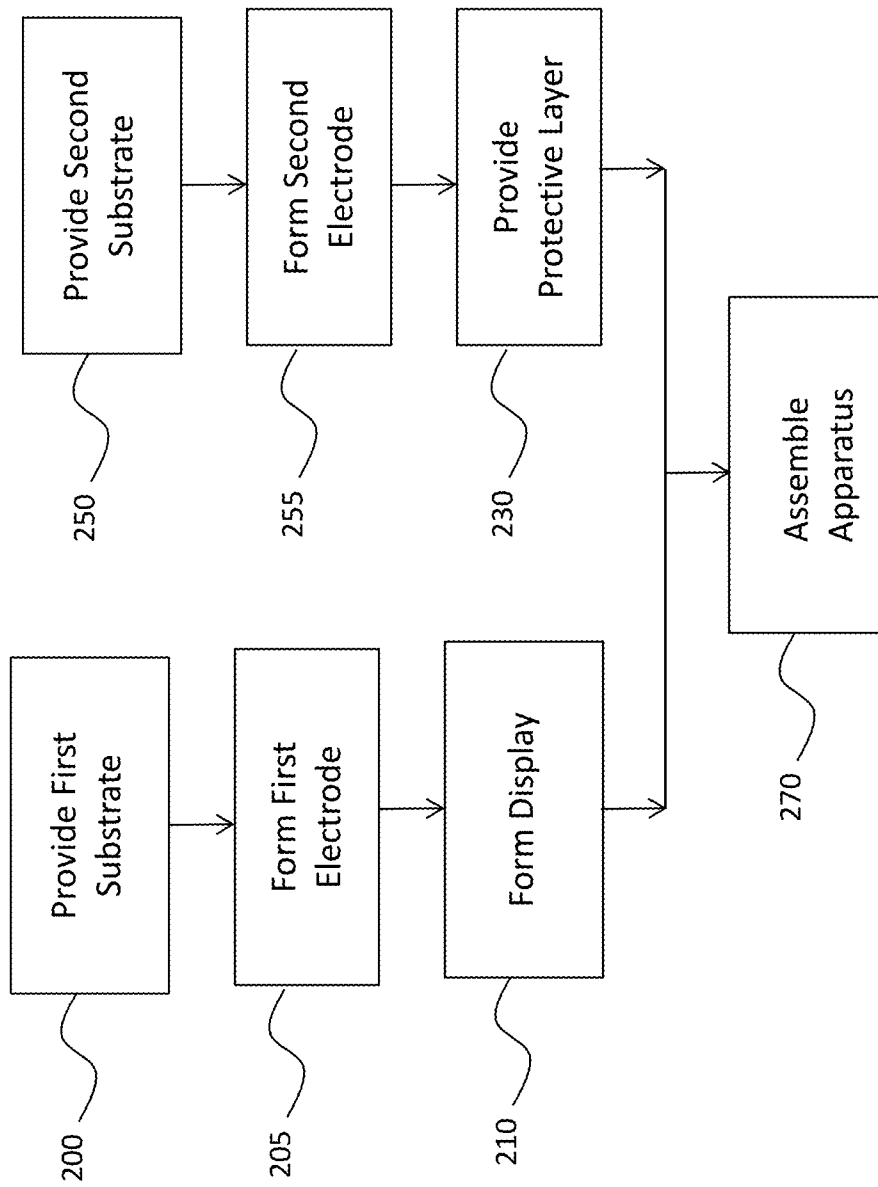 200
Provide First
Substrate
205
Form First
Electrode
210
Form Display
250
Provide Second
Substrate
255
Form Second
Electrode
230
Provide
Protective Layer
270
Assemble
Apparatus